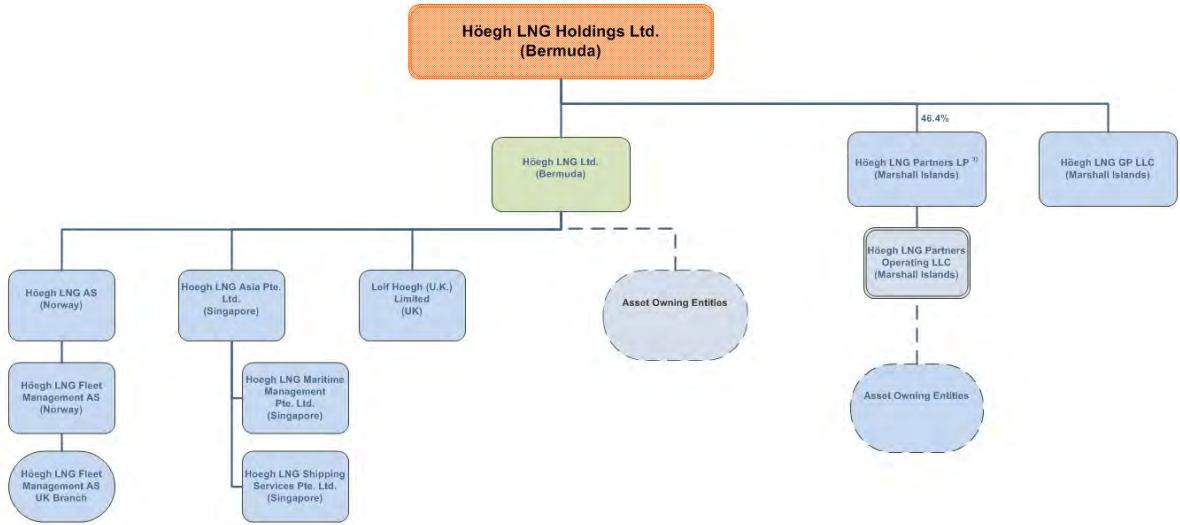 Höegh LNG Holdings Ltd.
(Bermuda)
46.4%
Höegh LNG Ltd.
(Bermuda)
Höegh LNG Partners LP 3)
(Marshall Islands)
Höegh LNG GP LLC
(Marshall Islands)
Höegh LNG Partners
Operating LLC
(Marshall Islands)
Höegh LNG AS
(Norway)
Hoegh LNG Asia Pte.
Ltd.
(Singapore)
Leif Hoegh (U.K.)
Limited
(UK)
Asset Owning Entities
Höegh LNG Fleet
Management AS
(Norway)
Hoegh LNG Maritime
Management
Pte. Ltd.
(Singapore)
Asset Owning Entities
Höegh LNG Fleet
Management AS
UK Branch
Hoegh LNG Shipping
Services Pte. Ltd.
(Singapore)